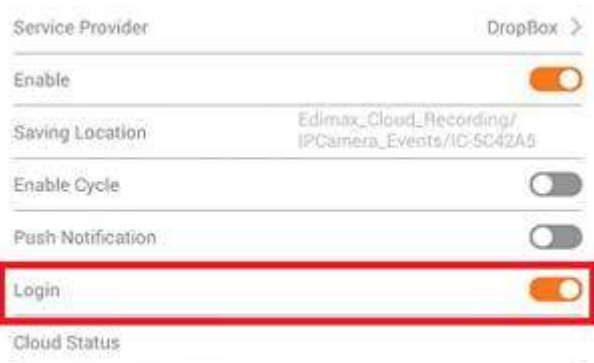 Service Provider DropBox >
Enable
Edimax_Cloud_Recording/
Saving Location
IPCamera_Events/IC-5C42A5
Enable Cycle
Push Notification
Login
Cloud Status